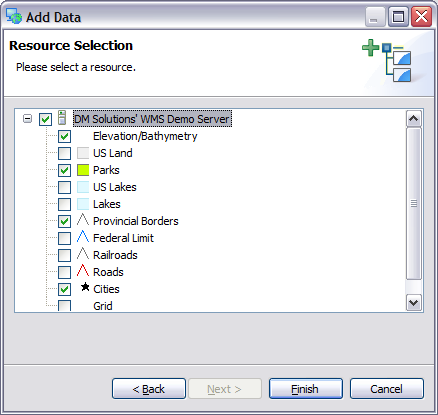 Add Data
Resource Selection
Please select a resource.
DM Solutions' WMS Demo Server
Elevation/Bathymetry
US Land
Parks
US Lakes
Lakes
Provincial Borders
Federal Limit
Railroads
Roads
Cities
Grid
< Back
Next >
Finish
Cancel